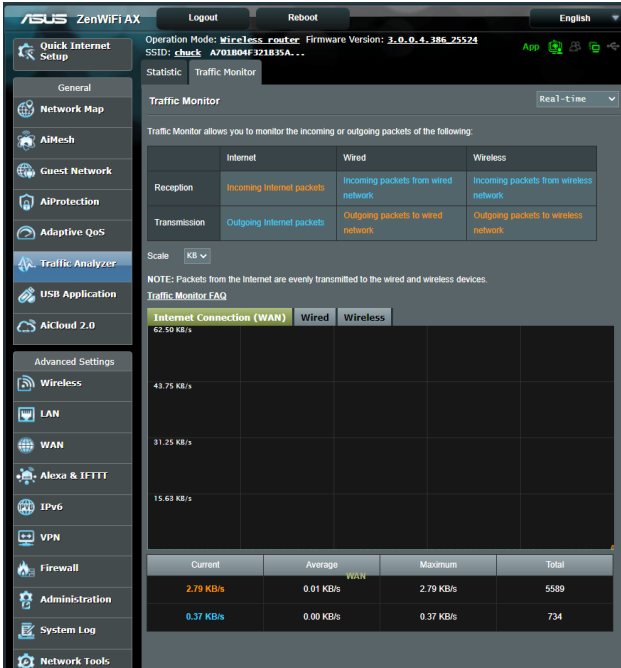 ASUS ZenWiFi AX Logout Reboot English
Quick Internet Setup
Operation Mode: Wireless router Firmware Version: 3.0.0.4.386_25524
SSID: chuck A701B04F321B35A...
App
General
Network Map
AiMesh
Guest Network
AiProtection
Adaptive QoS
Traffic Analyzer
USB Application
AiCloud 2.0
Advanced Settings
Wireless
LAN
WAN
Alexa & IFTTT
IPv6
VPN
Firewall
Administration
System Log
Network Tools
Statistic Traffic Monitor
Traffic Monitor Real-time
Traffic Monitor allows you to monitor the incoming or outgoing packets of the following:
Internet Wired Wireless
Reception Incoming Internet packets Incoming packets from wired network Incoming packets from wireless network
Transmission Outgoing Internet packets Outgoing packets to wired network Outgoing packets to wireless network
Scale KB
NOTE: Packets from the Internet are evenly transmitted to the wired and wireless devices.
Traffic Monitor FAQ
Internet Connection (WAN) Wired Wireless
62.50 KB/s
43.75 KB/s
31.25 KB/s
15.63 KB/s
Current Average Maximum Total
WAN
2.79 KB/s 0.01 KB/s 2.79 KB/s 5589
0.37 KB/s 0.00 KB/s 0.37 KB/s 734